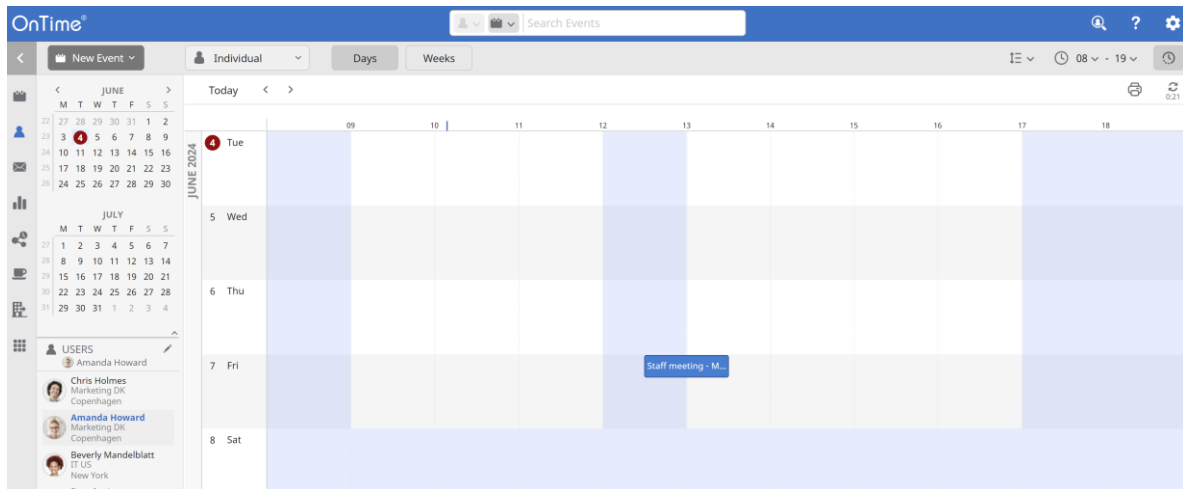 OnTime®
Search Events
?
New Event
Individual
Days
Weeks
08 - 19
JUNE
M T W T F S S
22 27 28 29 30 31 1 2
23 3 4 5 6 7 8 9
24 10 11 12 13 14 15 16
25 17 18 19 20 21 22 23
26 24 25 26 27 28 29 30
JULY
M T W T F S S
27 1 2 3 4 5 6 7
28 8 9 10 11 12 13 14
29 15 16 17 18 19 20 21
30 22 23 24 25 26 27 28
31 29 30 31 1 2 3 4
USERS
Amanda Howard
Chris Holmes
Marketing DK
Copenhagen
Amanda Howard
Marketing DK
Copenhagen
Beverly Mandelblatt
IT US
New York
Today
0:21
09 10 11 12 13 14 15 16 17 18
JUNE 2024
4 Tue
5 Wed
6 Thu
7 Fri
Staff meeting - M...
8 Sat